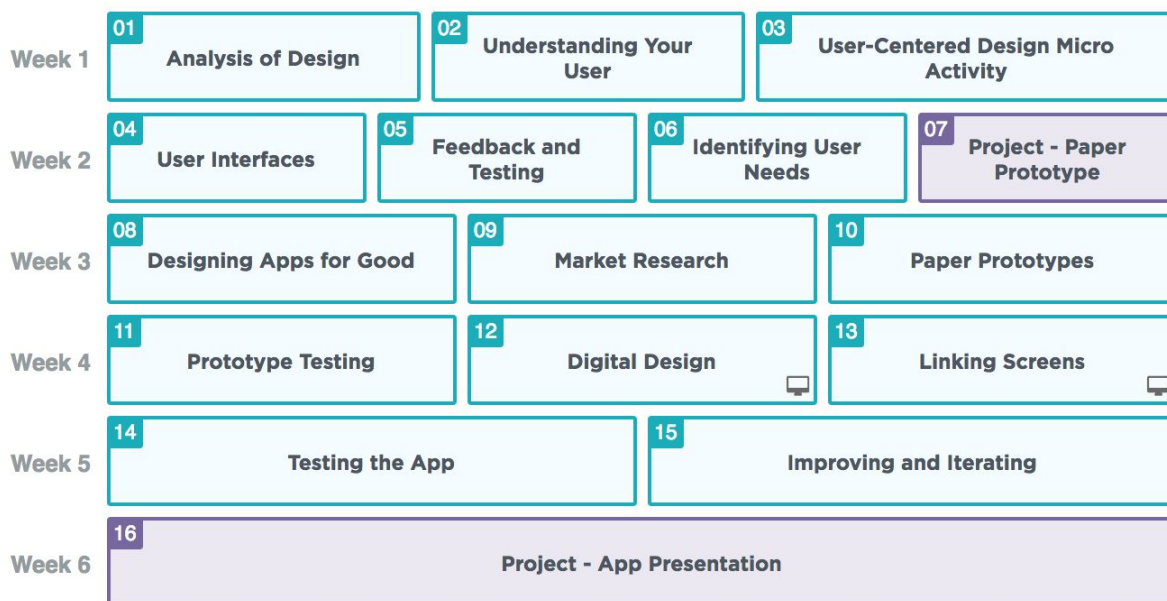 Week 1
01
Analysis of Design
02
Understanding Your
User
03
User-Centered Design Micro
Activity
Week 2
04
User Interfaces
05
Feedback and
Testing
06
Identifying User
Needs
07
Project - Paper
Prototype
Week 3
08
Designing Apps for Good
09
Market Research
10
Paper Prototypes
Week 4
11
Prototype Testing
12
Digital Design
13
Linking Screens
Week 5
14
Testing the App
15
Improving and Iterating
Week 6
16
Project - App Presentation